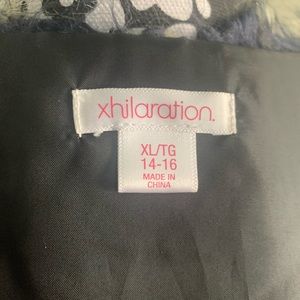 xhilaration.
XL/TG
14-16
MADE IN
CHINA